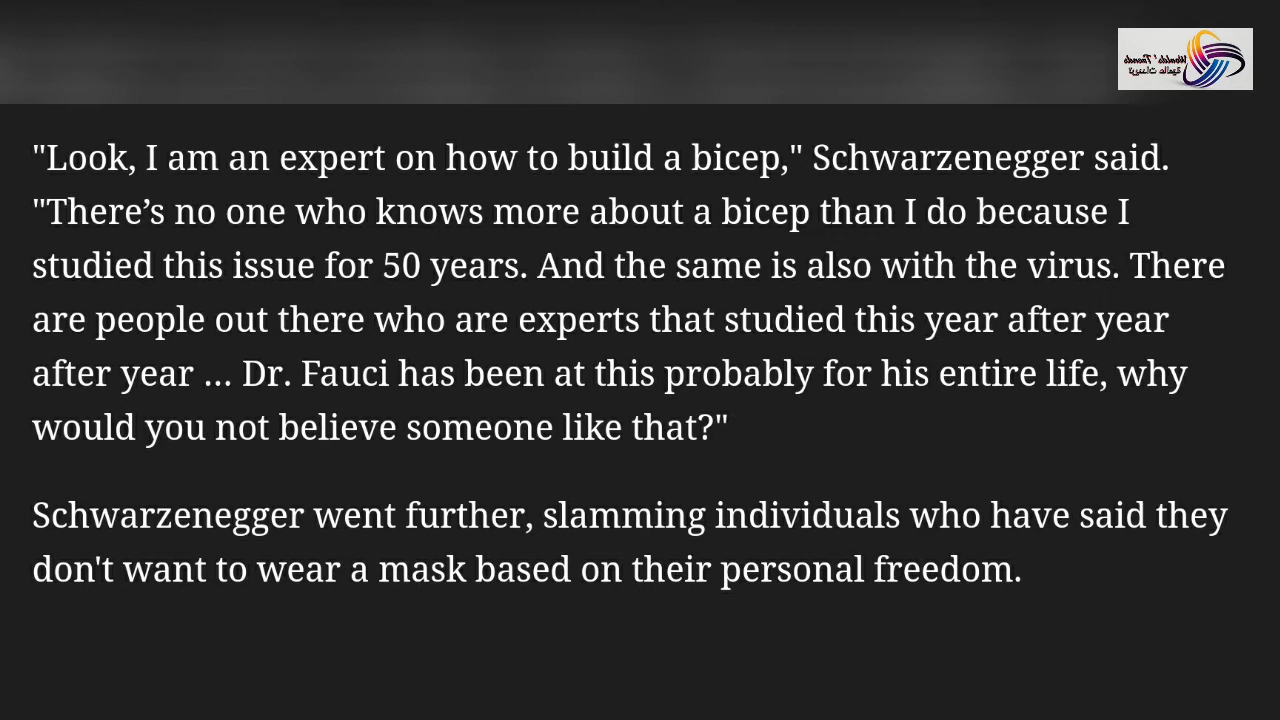 Worlds' Trends
"Look, I am an expert on how to build a bicep," Schwarzenegger said.
"There’s no one who knows more about a bicep than I do because I
studied this issue for 50 years. And the same is also with the virus. There
are people out there who are experts that studied this year after year
after year … Dr. Fauci has been at this probably for his entire life, why
would you not believe someone like that?"
Schwarzenegger went further, slamming individuals who have said they
don't want to wear a mask based on their personal freedom.